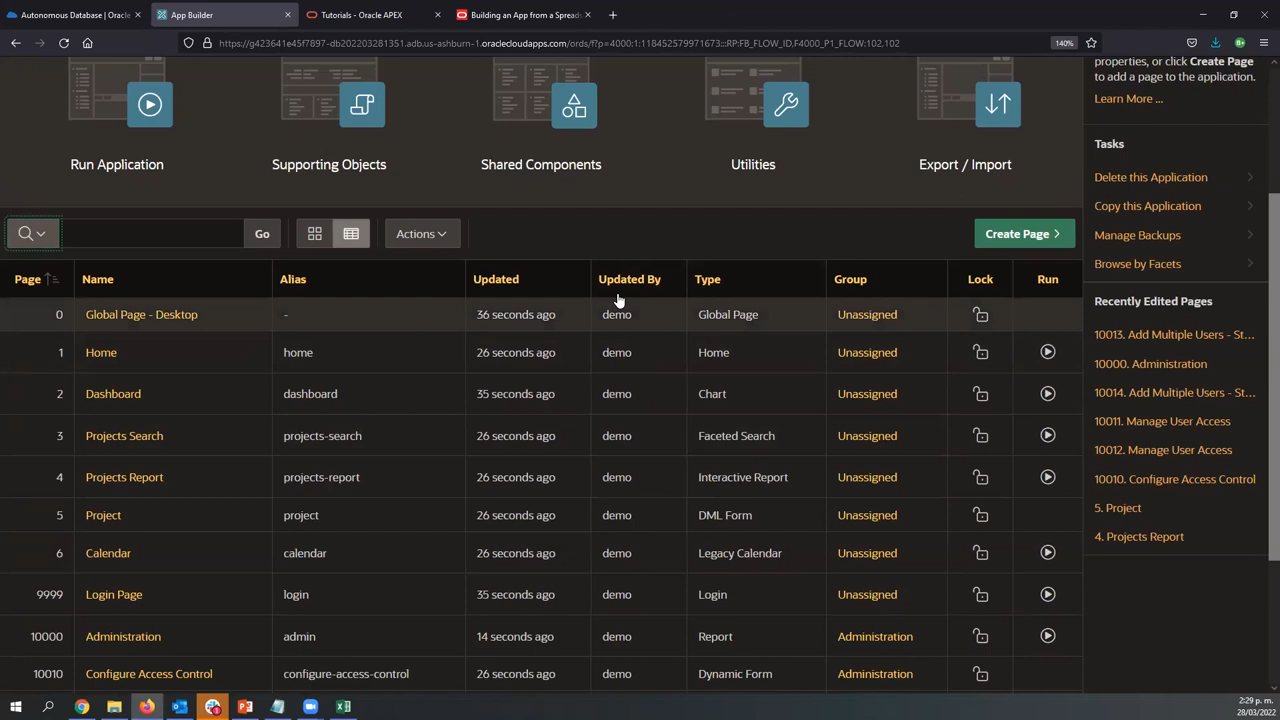 Autonomous Database | Oracle
App Builder
Tutorials - Oracle APEX
Building an App from a Spreads
https://g423641e45f7897-db202203281351.adb.us-ashburn-1.oraclecloudapps.com/ords/f?p=4000:1:118452579971673:::RP:FB_FLOW_ID,F4000_P1_FLOW:102,102
140%
properties, or click Create Page
to add a page to the application.
Learn More ...
Run Application
Supporting Objects
Shared Components
Utilities
Export / Import
Tasks
Delete this Application
Copy this Application
Manage Backups
Browse by Facets
Go
Actions
Create Page
Page Name Alias Updated Updated By Type Group Lock Run
0 Global Page - Desktop - 36 seconds ago demo Global Page Unassigned
1 Home home 26 seconds ago demo Home Unassigned
2 Dashboard dashboard 35 seconds ago demo Chart Unassigned
3 Projects Search projects-search 26 seconds ago demo Faceted Search Unassigned
4 Projects Report projects-report 26 seconds ago demo Interactive Report Unassigned
5 Project project 26 seconds ago demo DML Form Unassigned
6 Calendar calendar 26 seconds ago demo Legacy Calendar Unassigned
9999 Login Page login 35 seconds ago demo Login Unassigned
10000 Administration admin 14 seconds ago demo Report Administration
10010 Configure Access Control configure-access-control 26 seconds ago demo Dynamic Form Administration
Recently Edited Pages
10013. Add Multiple Users - St...
10000. Administration
10014. Add Multiple Users - St...
10011. Manage User Access
10012. Manage User Access
10010. Configure Access Control
5. Project
4. Projects Report
2:29 p. m.
28/03/2022